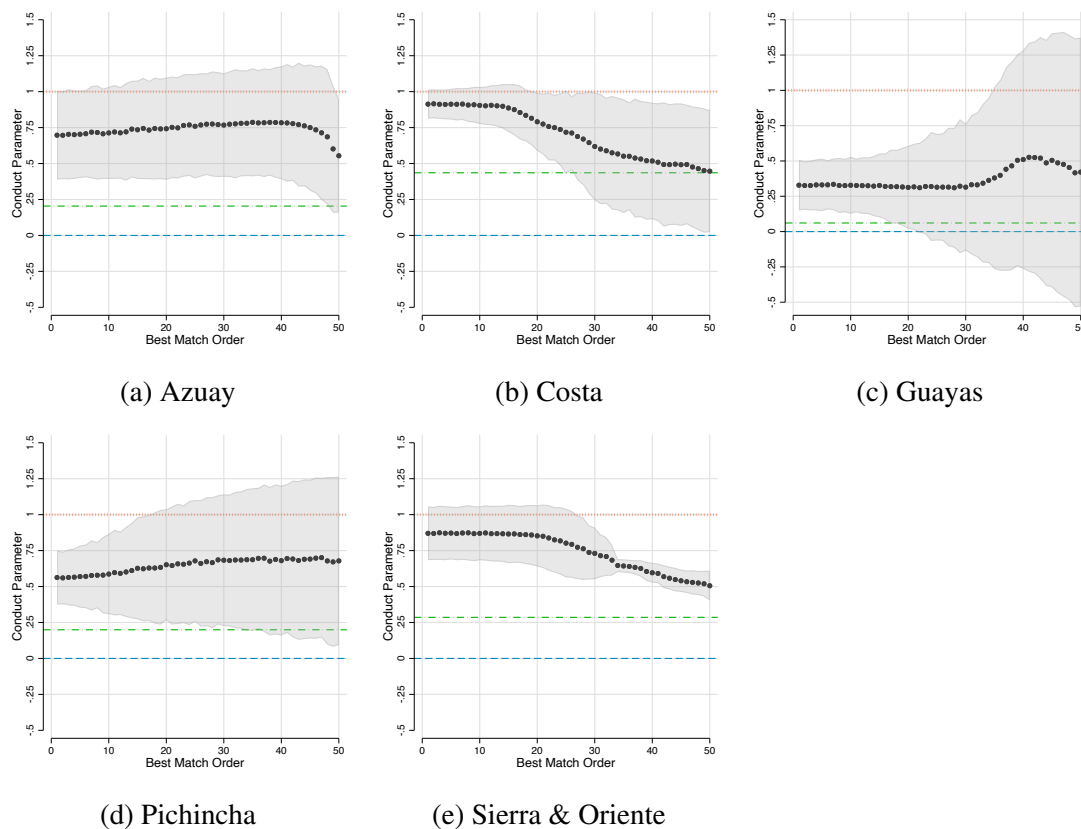 Conduct Parameter
1.5
1.25
1
.75
.5
.25
0
-.25
-.5
0 10 20 30 40 50
Best Match Order
(a) Azuay
Conduct Parameter
1.5
1.25
1
.75
.5
.25
0
-.25
-.5
0 10 20 30 40 50
Best Match Order
(b) Costa
Conduct Parameter
1.5
1.25
1
.75
.5
.25
0
-.25
-.5
0 10 20 30 40 50
Best Match Order
(c) Guayas
Conduct Parameter
1.5
1.25
1
.75
.5
.25
0
-.25
-.5
0 10 20 30 40 50
Best Match Order
(d) Pichincha
Conduct Parameter
1.5
1.25
1
.75
.5
.25
0
-.25
-.5
0 10 20 30 40 50
Best Match Order
(e) Sierra & Oriente